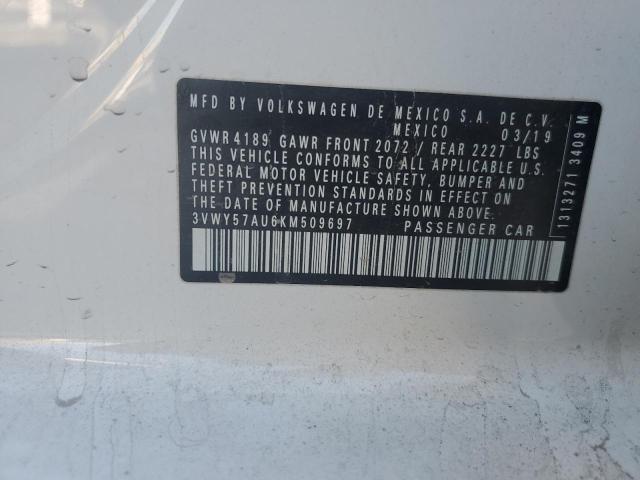 MFD BY VOLKSWAGEN DE MEXICO S.A. DE C.V.
MEXICO 03/19
GVWR 4189 GAWR FRONT 2072 / REAR 2227 LBS
THIS VEHICLE CONFORMS TO ALL APPLICABLE U.S.
FEDERAL MOTOR VEHICLE SAFETY, BUMPER AND
THEFT PREVENTION STANDARDS IN EFFECT ON
THE DATE OF MANUFACTURE SHOWN ABOVE.
3VWY57AU6KM509697 PASSENGER CAR
1313271 3409 M